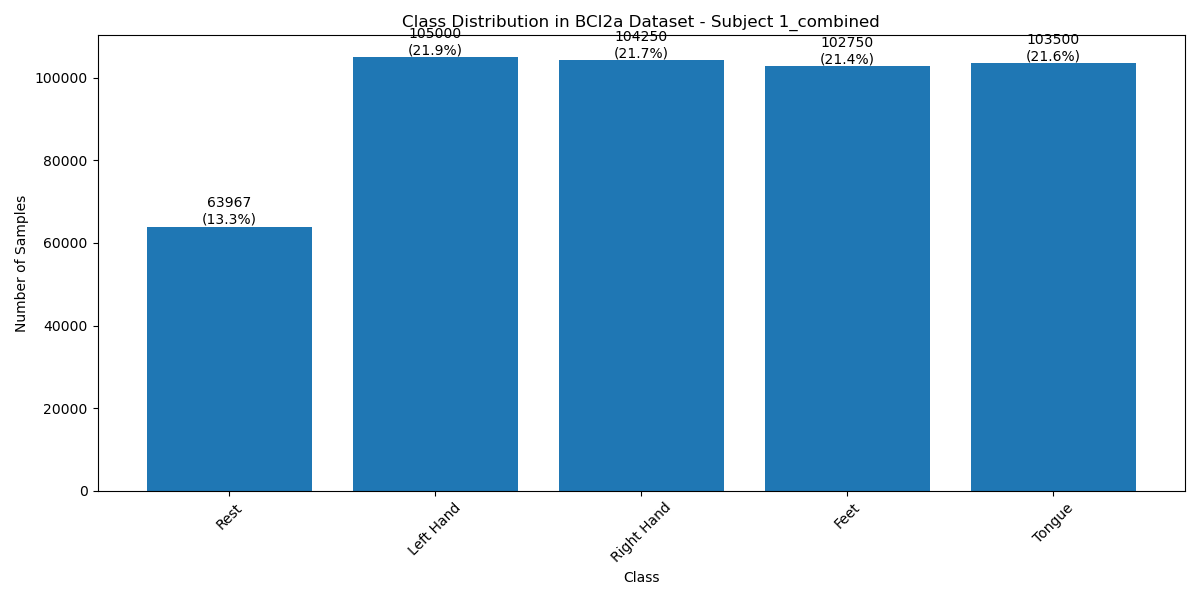 Class Distribution in BCI2a Dataset - Subject 1_combined
105000
(21.9%)
104250
(21.7%)
102750
(21.4%)
103500
(21.6%)
63967
(13.3%)
100000
80000
60000
40000
20000
0
Number of Samples
Rest
Left Hand
Right Hand
Feet
Tongue
Class